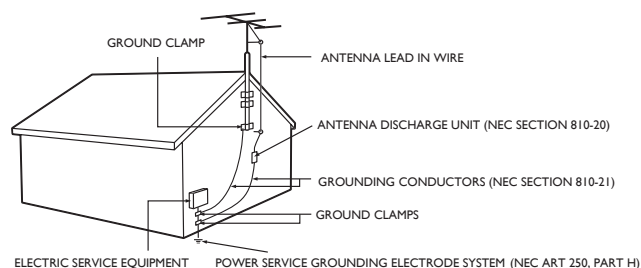 GROUND CLAMP
ANTENNA LEAD IN WIRE
ANTENNA DISCHARGE UNIT (NEC SECTION 810-20)
GROUNDING CONDUCTORS (NEC SECTION 810-21)
GROUND CLAMPS
ELECTRIC SERVICE EQUIPMENT
POWER SERVICE GROUNDING ELECTRODE SYSTEM (NEC ART 250, PART H)